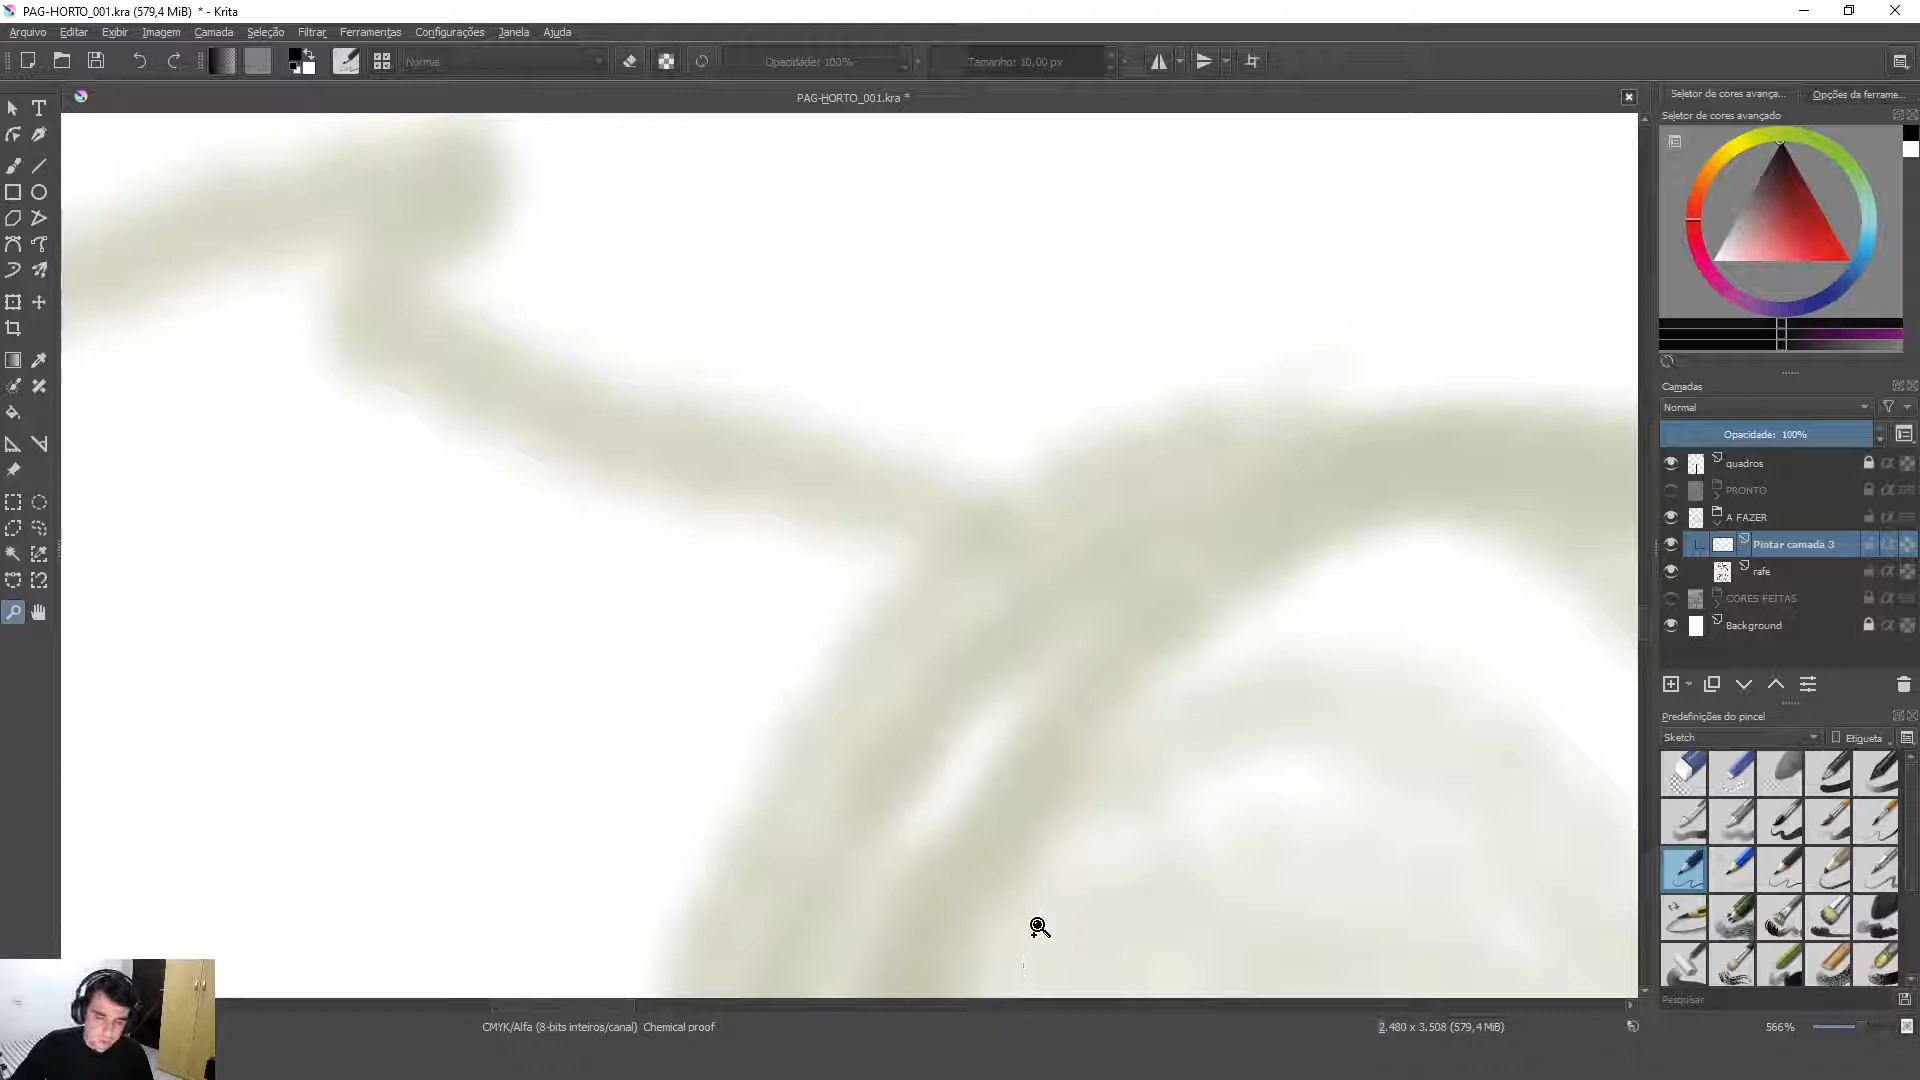 PAG-HORTO_001.kra (579,4 MiB) * - Krita
Arquivo Editar Exibir Imagem Camada Seleção Filtrar Ferramentas Configurações Janela Ajuda
Normal Opacidade: 100% Tamanho: 10,00 px
PAG-HORTO_001.kra *
Seletor de cores avança... Opções da ferrame...
Seletor de cores avançado
Camadas
Normal
Opacidade: 100%
quadros
PRONTO
A FAZER
Pintar camada 3
rafe
CORES FEITAS
Background
Predefinições do pincel
Sketch Etiqueta
Pesquisar
CMYK/Alfa (8-bits inteiros/canal) Chemical proof 2.480 x 3.508 (579,4 MiB) 566%